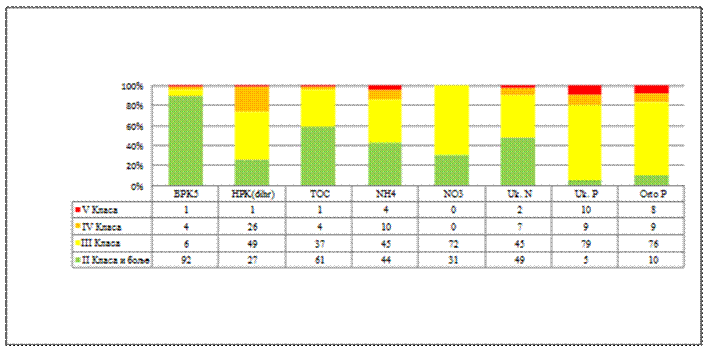 100%
80%
60%
40%
20%
0%
BPK5 HPK(dihr) TOC NH4 NO3 Uk. N Uk. P Orto P
V Класа 1 1 1 4 0 2 10 8
IV Класа 4 26 4 10 0 7 9 9
III Класа 6 49 37 45 72 45 79 76
II Класа и боље 92 27 61 44 31 49 5 10